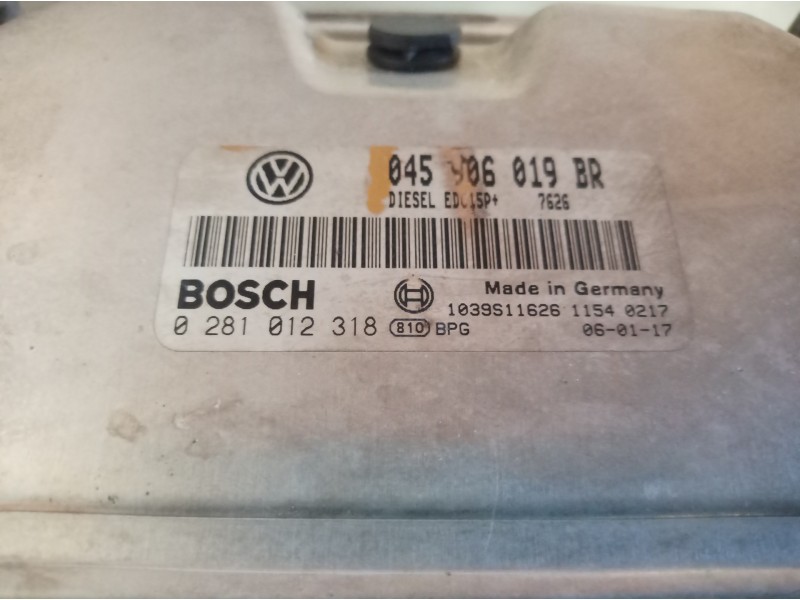 VW
045 906 019 BR
DIESEL EDC15P+ 7626
BOSCH
Made in Germany
1039S11626 1154 0217
0 281 012 318 810 BPG 06-01-17